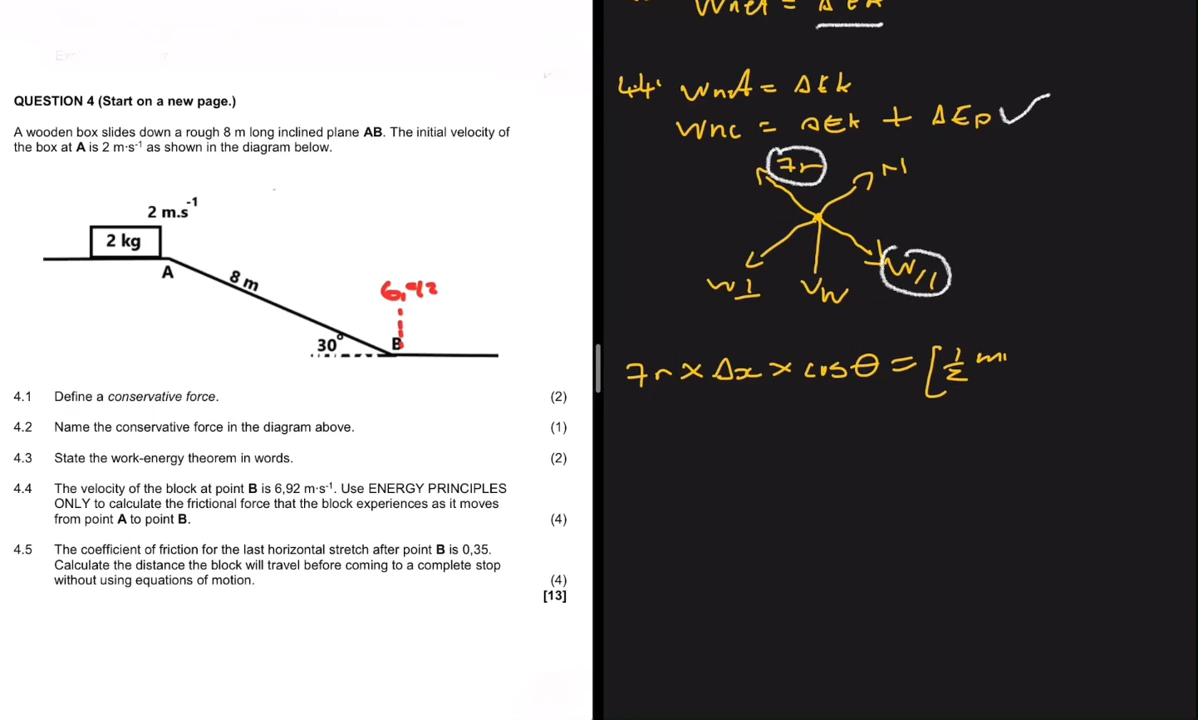 QUESTION 4 (Start on a new page.)
A wooden box slides down a rough 8 m long inclined plane AB. The initial velocity of
the box at A is 2 m·s⁻¹ as shown in the diagram below.
2 m.s⁻¹
2 kg
A
8 m
6,92
30°
B
4.1 Define a conservative force. (2)
4.2 Name the conservative force in the diagram above. (1)
4.3 State the work-energy theorem in words. (2)
4.4 The velocity of the block at point B is 6,92 m·s⁻¹. Use ENERGY PRINCIPLES
ONLY to calculate the frictional force that the block experiences as it moves
from point A to point B. (4)
4.5 The coefficient of friction for the last horizontal stretch after point B is 0,35.
Calculate the distance the block will travel before coming to a complete stop
without using equations of motion. (4)
[13]
Wnet = ΔEk
4.4. Wnet = ΔEk
Wnc = ΔEk + ΔEp ✓
Fr
N
W⊥
W
W//
Fr × Δx × cosθ = [½ m